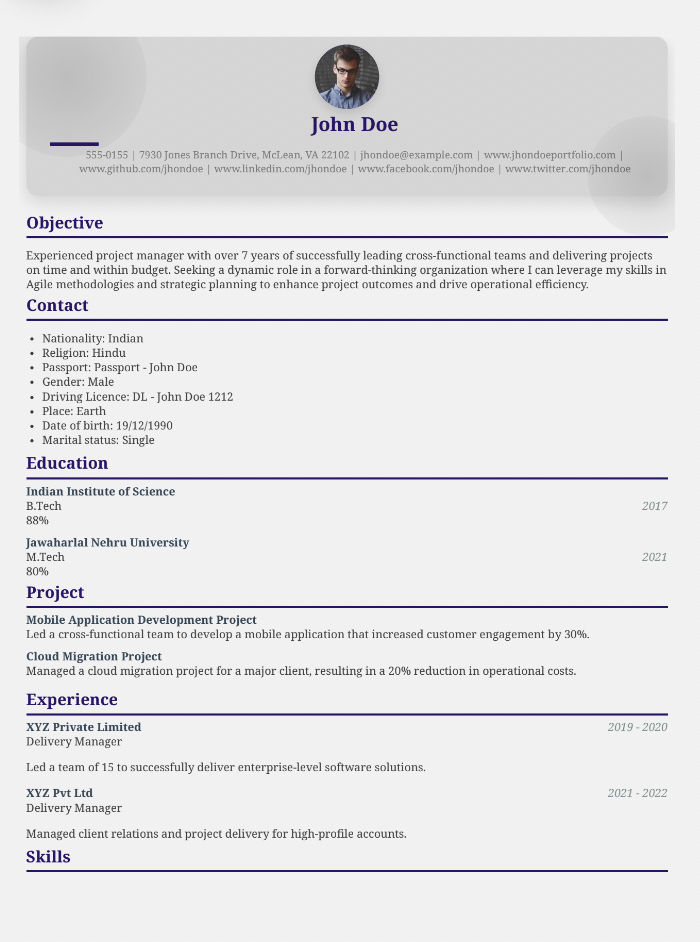 John Doe
555-0155 | 7930 Jones Branch Drive, McLean, VA 22102 | jhondoe@example.com | www.jhondoeportfolio.com |
www.github.com/jhondoe | www.linkedin.com/jhondoe | www.facebook.com/jhondoe | www.twitter.com/jhondoe
Objective
Experienced project manager with over 7 years of successfully leading cross-functional teams and delivering projects
on time and within budget. Seeking a dynamic role in a forward-thinking organization where I can leverage my skills in
Agile methodologies and strategic planning to enhance project outcomes and drive operational efficiency.
Contact
• Nationality: Indian
• Religion: Hindu
• Passport: Passport - John Doe
• Gender: Male
• Driving Licence: DL - John Doe 1212
• Place: Earth
• Date of birth: 19/12/1990
• Marital status: Single
Education
Indian Institute of Science
B.Tech 2017
88%
Jawaharlal Nehru University
M.Tech 2021
80%
Project
Mobile Application Development Project
Led a cross-functional team to develop a mobile application that increased customer engagement by 30%.
Cloud Migration Project
Managed a cloud migration project for a major client, resulting in a 20% reduction in operational costs.
Experience
XYZ Private Limited 2019 - 2020
Delivery Manager
Led a team of 15 to successfully deliver enterprise-level software solutions.
XYZ Pvt Ltd 2021 - 2022
Delivery Manager
Managed client relations and project delivery for high-profile accounts.
Skills